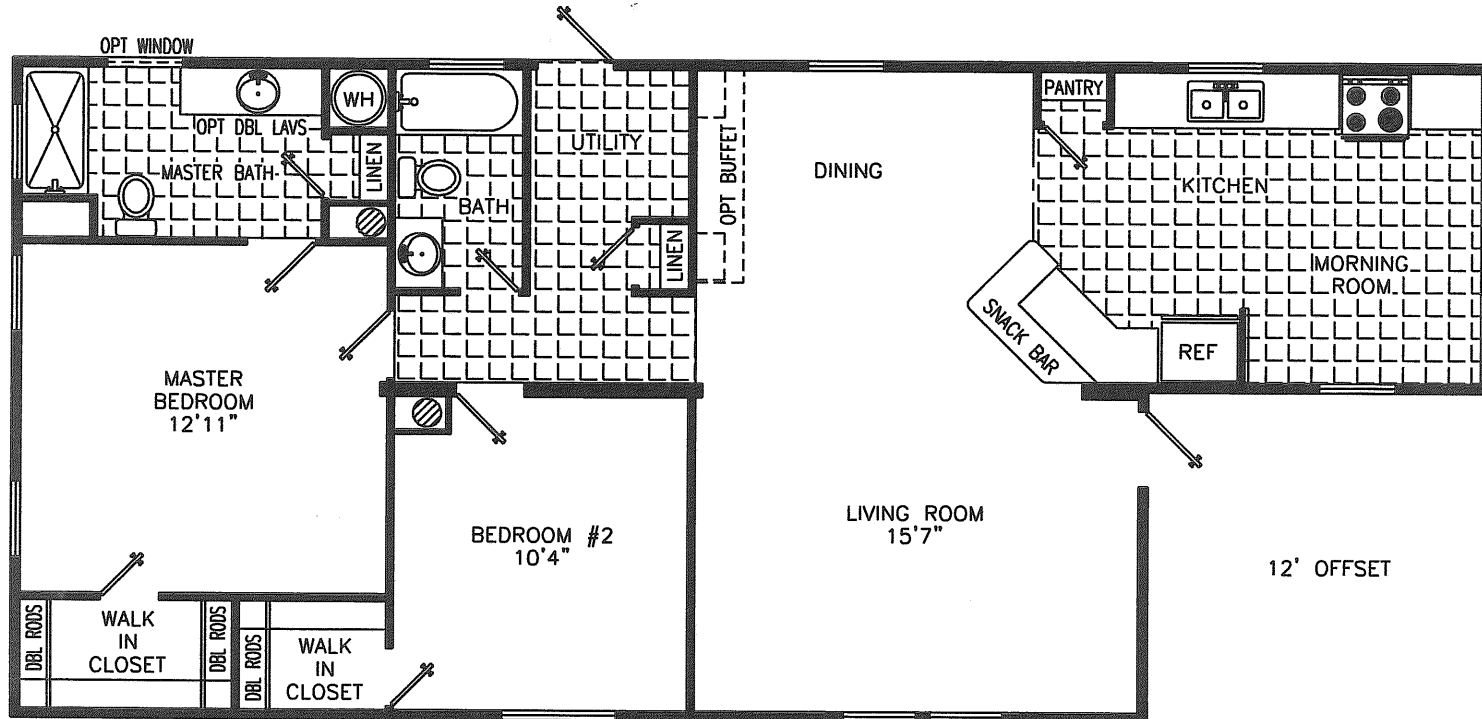 OPT WINDOW
WH
PANTRY
OPT DBL LAVS
UTILITY
LINEN
MASTER BATH
OPT BUFFET
DINING
KITCHEN
BATH
LINEN
MORNING
ROOM
SNACK BAR
REF
MASTER
BEDROOM
12'11"
BEDROOM #2
10'4"
LIVING ROOM
15'7"
12' OFFSET
DBL RODS
WALK
IN
CLOSET
DBL RODS
DBL RODS
WALK
IN
CLOSET